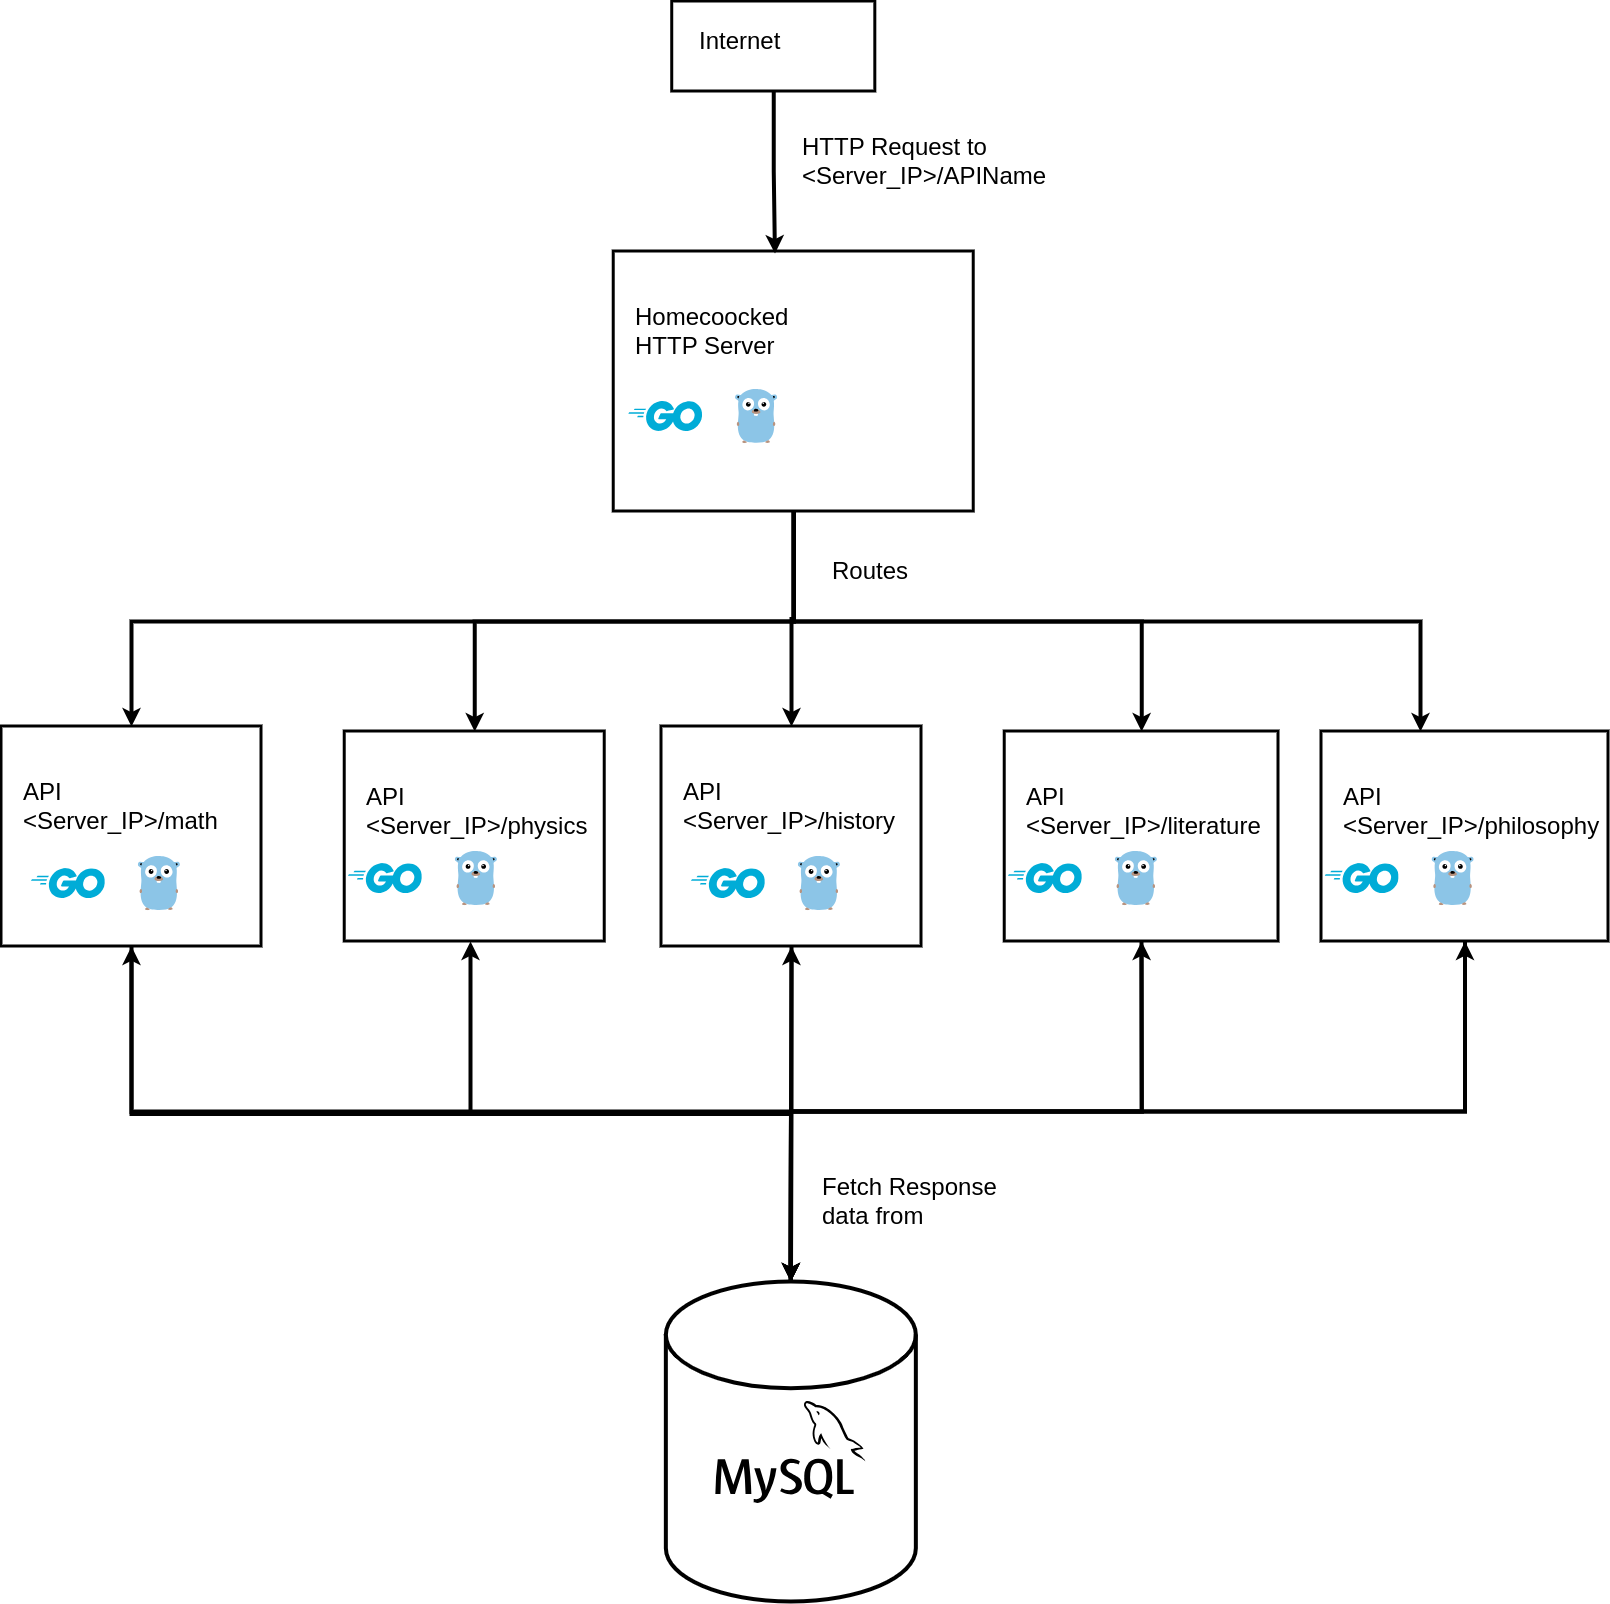 Internet
HTTP Request to
<Server_IP>/APIName
Homecoocked
HTTP Server
GO
Routes
API
<Server_IP>/math
GO
API
<Server_IP>/physics
GO
API
<Server_IP>/history
GO
API
<Server_IP>/literature
GO
API
<Server_IP>/philosophy
GO
Fetch Response
data from
MySQL